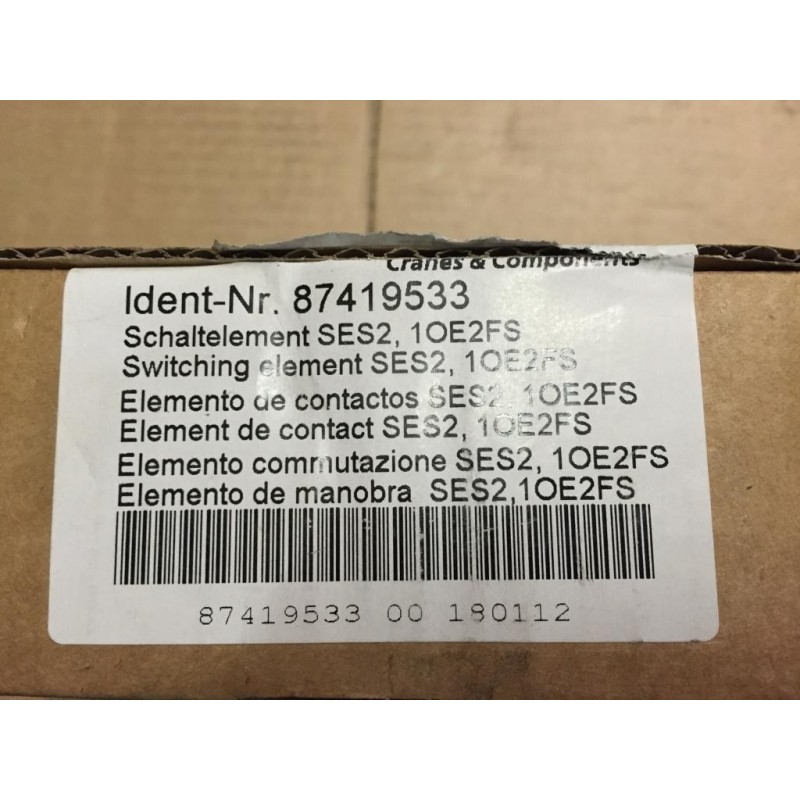 Cranes & Components
Ident-Nr. 87419533
Schaltelement SES2, 1OE2FS
Switching element SES2, 1OE2FS
Elemento de contactos SES2, 1OE2FS
Element de contact SES2, 1OE2FS
Elemento commutazione SES2, 1OE2FS
Elemento de manobra SES2,1OE2FS
87419533 00 180112